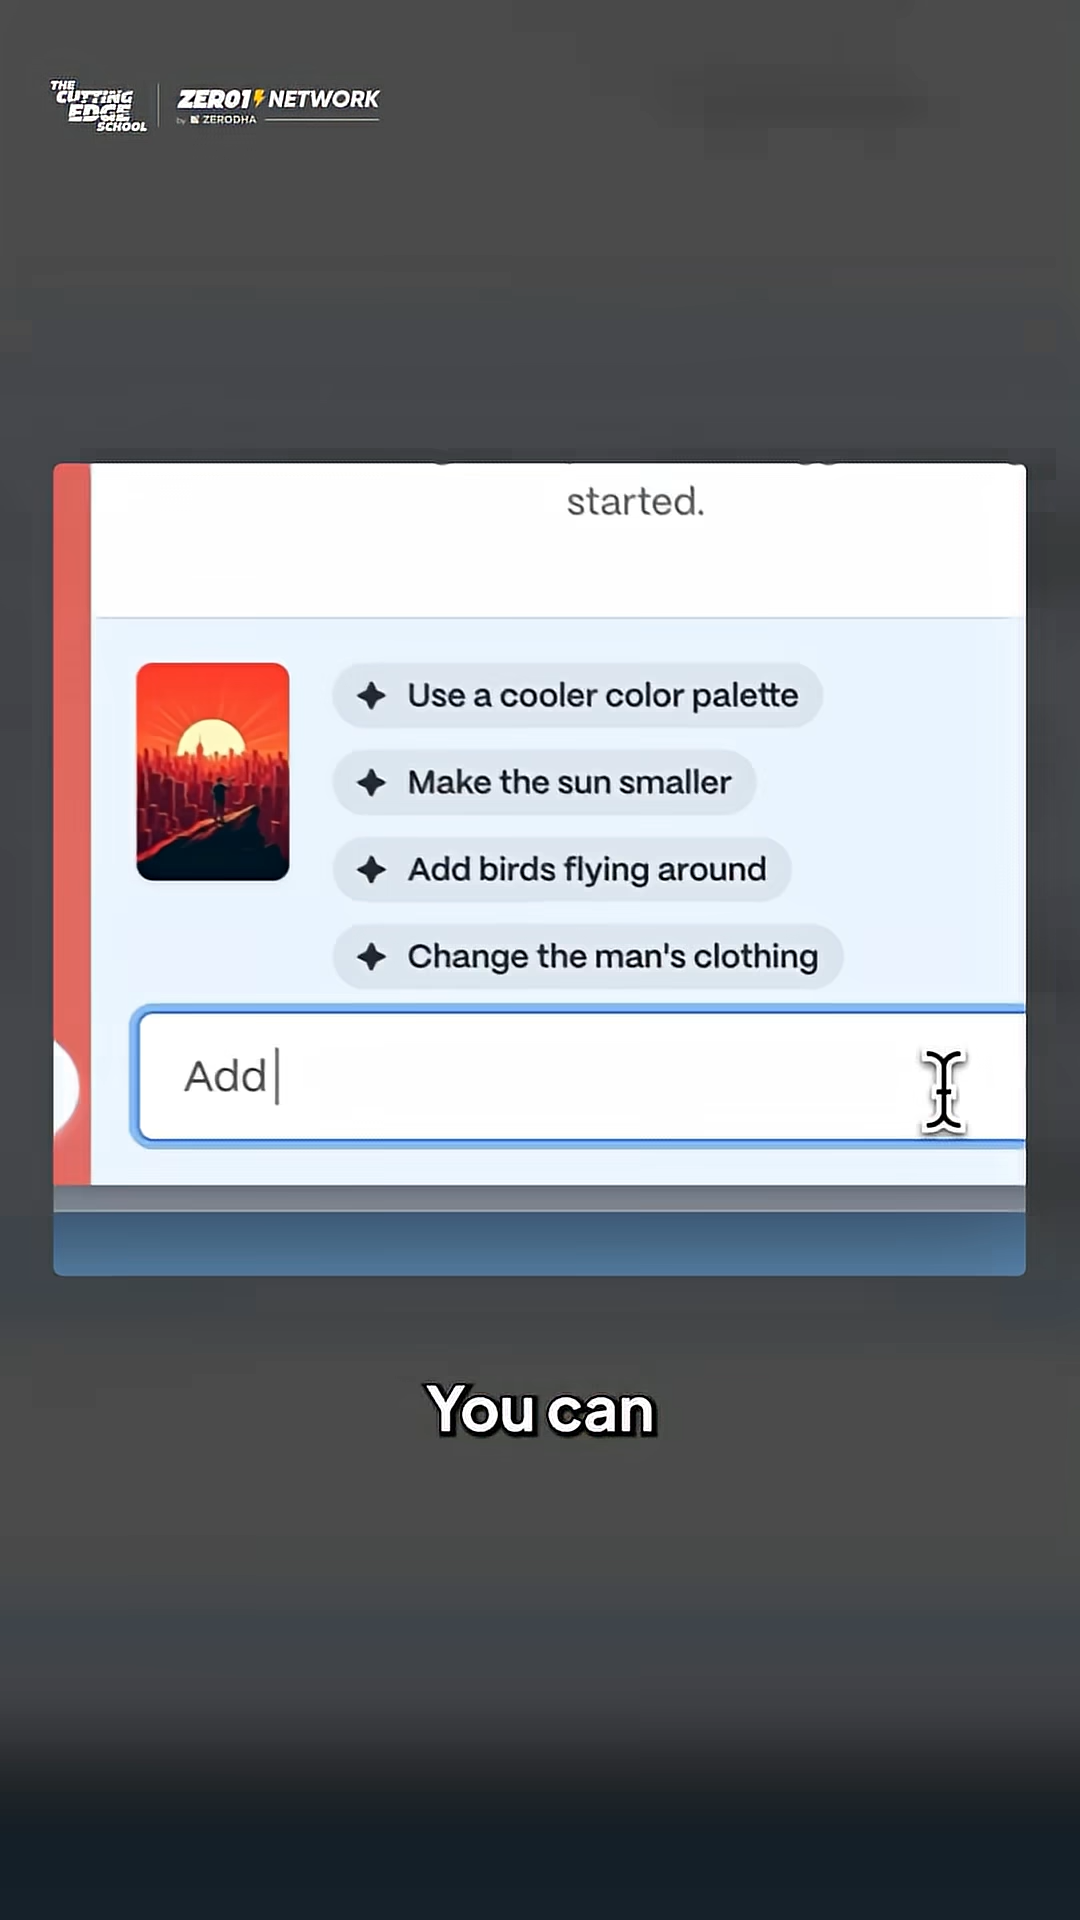 THE
CUTTING
EDGE
SCHOOL
ZERO1 NETWORK
by ZERODHA
started.
Use a cooler color palette
Make the sun smaller
Add birds flying around
Change the man's clothing
Add
You can